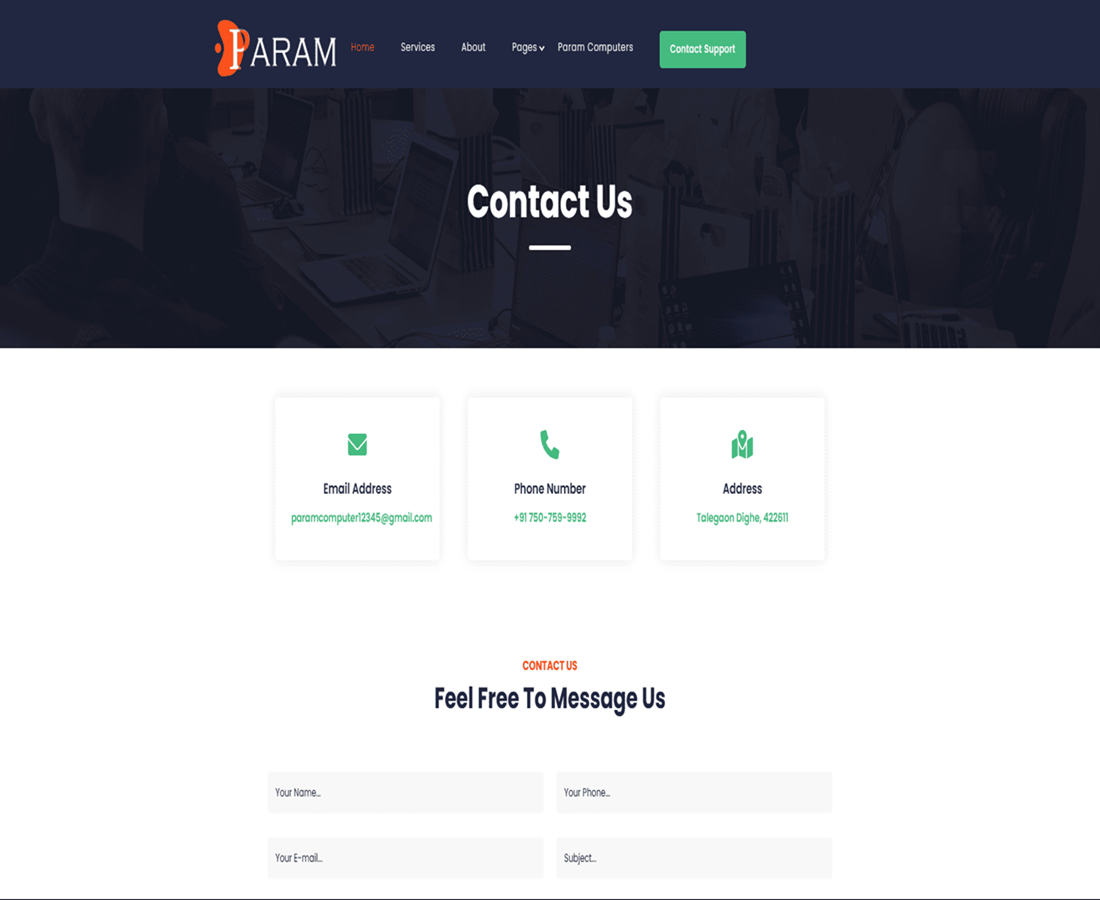 PARAM
Home Services About Pages Param Computers Contact Support
Contact Us
Email Address
paramcomputer12345@gmail.com
Phone Number
+91 750-759-9992
Address
Talegaon Dighe, 422611
CONTACT US
Feel Free To Message Us
Your Name...
Your Phone...
Your E-mail...
Subject...